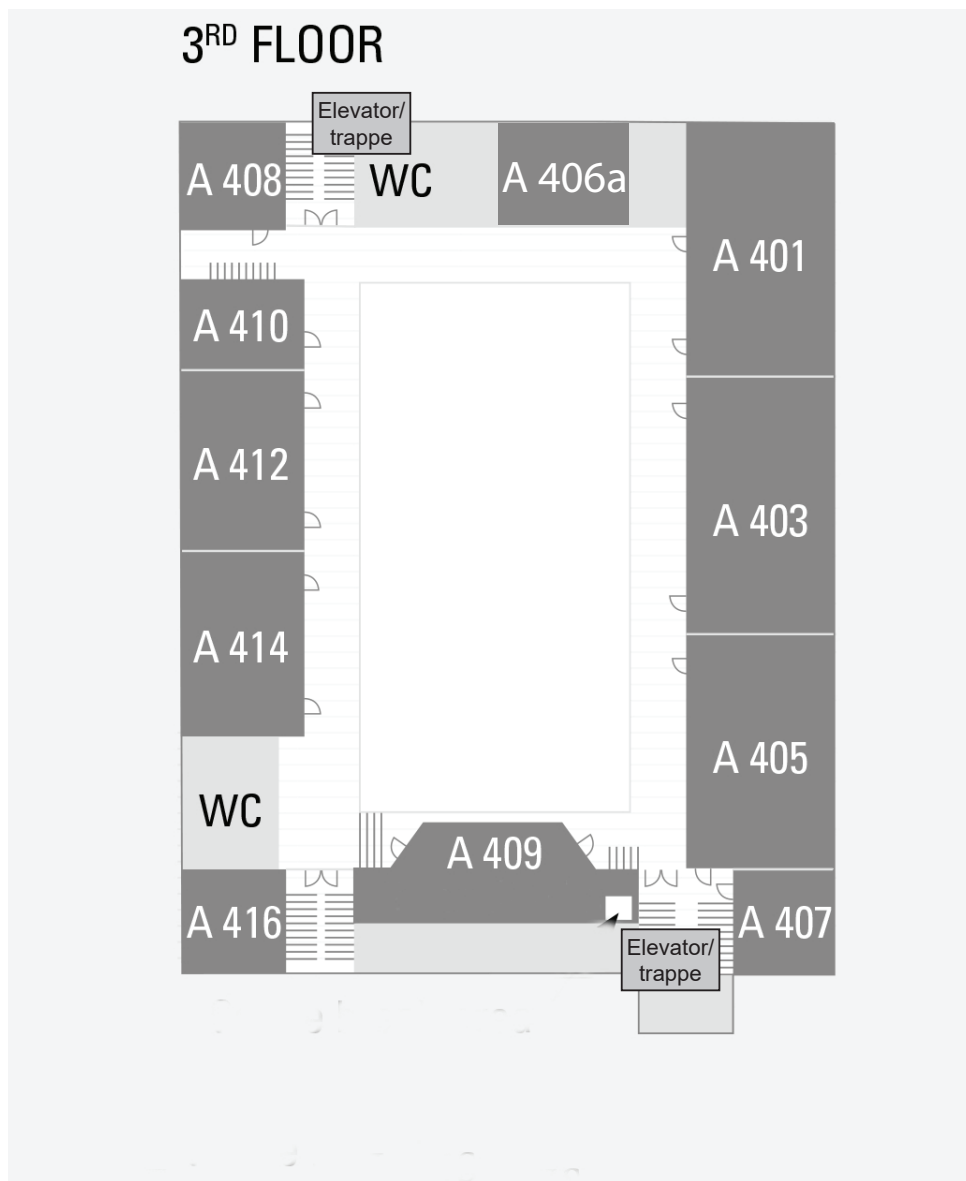 3RD FLOOR
Elevator/
trappe
A 408
WC
A 406a
A 401
A 410
A 412
A 403
A 414
A 405
WC
A 409
A 416
A 407
Elevator/
trappe